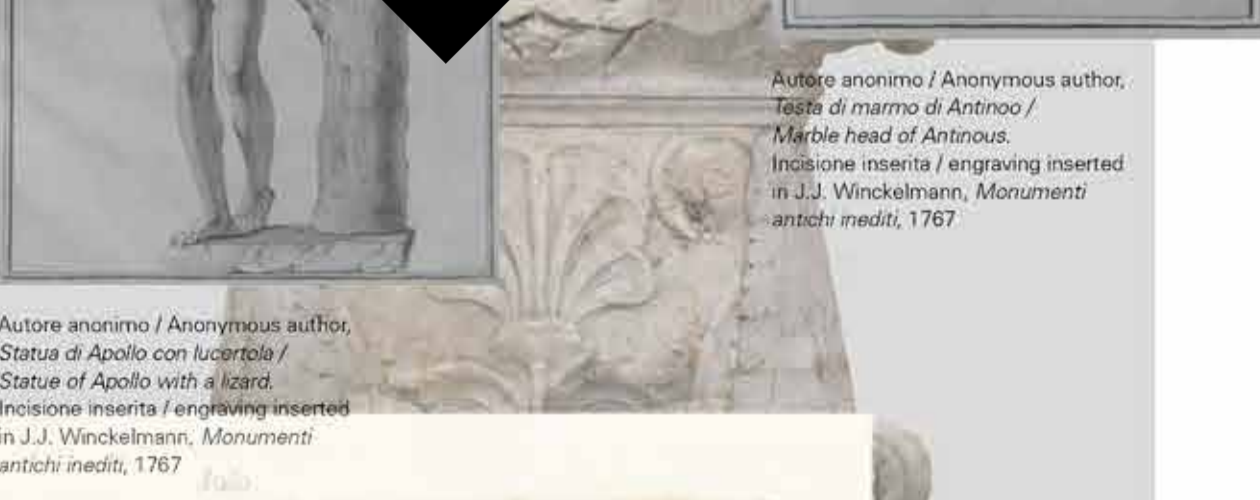 Autore anonimo / Anonymous author,
Testa di marmo di Antinoo /
Marble head of Antinous.
Incisione inserita / engraving inserted
in J.J. Winckelmann, Monumenti
antichi inediti, 1767
Autore anonimo / Anonymous author,
Statua di Apollo con lucertola /
Statue of Apollo with a lizard.
Incisione inserita / engraving inserted
in J.J. Winckelmann, Monumenti
antichi inediti, 1767